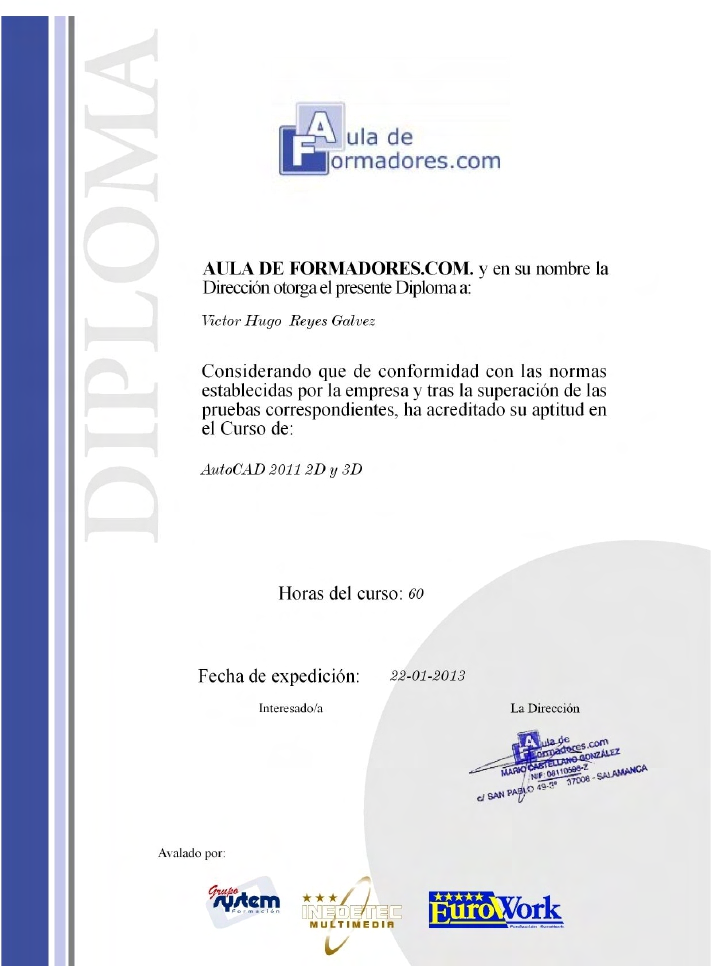 DIPLOMA
Aula de
Formadores.com
AULA DE FORMADORES.COM. y en su nombre la
Dirección otorga el presente Diploma a:
Victor Hugo Reyes Galvez
Considerando que de conformidad con las normas
establecidas por la empresa y tras la superación de las
pruebas correspondientes, ha acreditado su aptitud en
el Curso de:
AutoCAD 2011 2D y 3D
Horas del curso: 60
Fecha de expedición: 22-01-2013
Interesado/a La Dirección
Aula de
Formadores.com
MARIO CASTELLANO GONZÁLEZ
NIF: 08110598-Z
c/ SAN PABLO 49-3º 37008 - SALAMANCA
Avalado por:
Grupo
system
Formación
INEDETEC
MULTIMEDIA
EuroWork
Fundación EuroWork